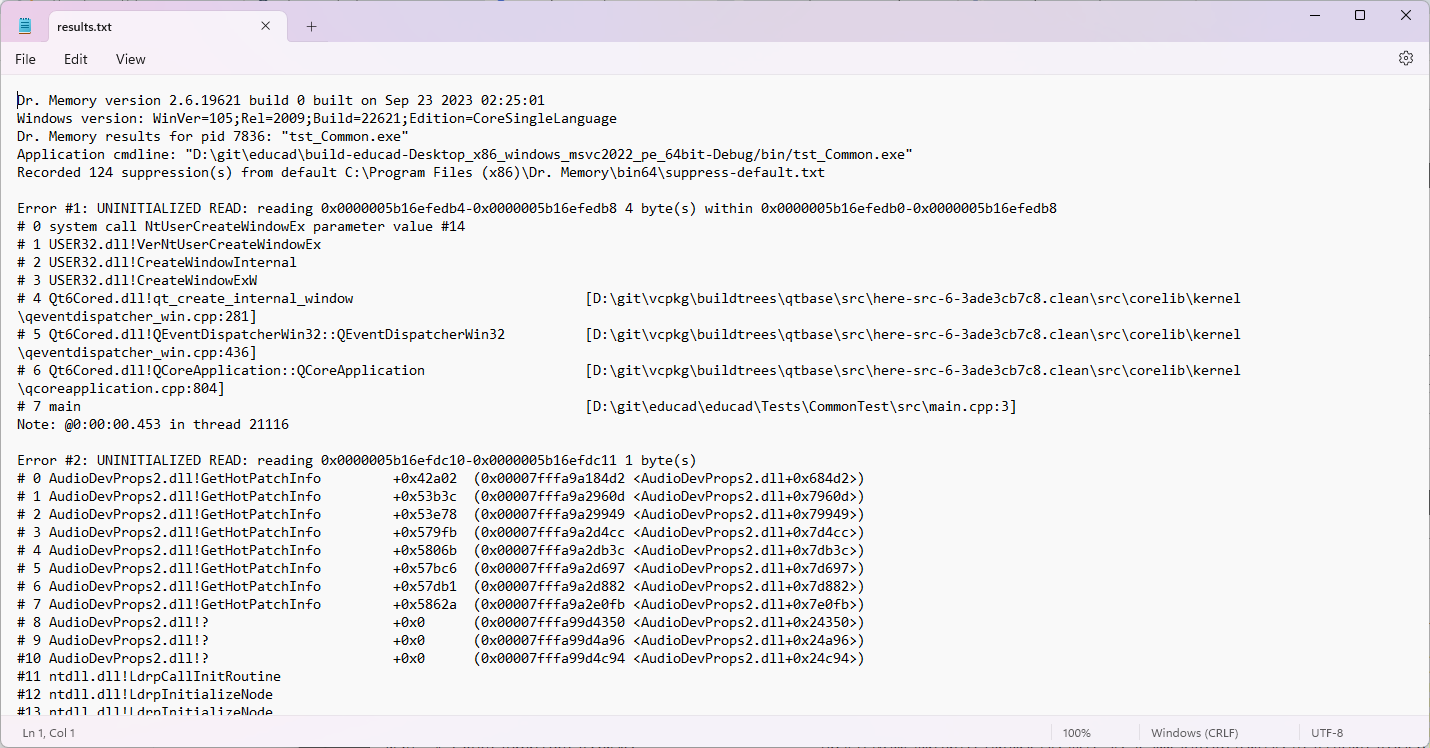 results.txt
File Edit View
Dr. Memory version 2.6.19621 build 0 built on Sep 23 2023 02:25:01
Windows version: WinVer=105;Rel=2009;Build=22621;Edition=CoreSingleLanguage
Dr. Memory results for pid 7836: "tst_Common.exe"
Application cmdline: "D:\git\educad\build-educad-Desktop_x86_windows_msvc2022_pe_64bit-Debug/bin/tst_Common.exe"
Recorded 124 suppression(s) from default C:\Program Files (x86)\Dr. Memory\bin64\suppress-default.txt
Error #1: UNINITIALIZED READ: reading 0x0000005b16efedb4-0x0000005b16efedb8 4 byte(s) within 0x0000005b16efedb0-0x0000005b16efedb8
# 0 system call NtUserCreateWindowEx parameter value #14
# 1 USER32.dll!VerNtUserCreateWindowEx
# 2 USER32.dll!CreateWindowInternal
# 3 USER32.dll!CreateWindowExW
# 4 Qt6Cored.dll!qt_create_internal_window [D:\git\vcpkg\buildtrees\qtbase\src\here-src-6-3ade3cb7c8.clean\src\corelib\kernel
\qeventdispatcher_win.cpp:281]
# 5 Qt6Cored.dll!QEventDispatcherWin32::QEventDispatcherWin32 [D:\git\vcpkg\buildtrees\qtbase\src\here-src-6-3ade3cb7c8.clean\src\corelib\kernel
\qeventdispatcher_win.cpp:436]
# 6 Qt6Cored.dll!QCoreApplication::QCoreApplication [D:\git\vcpkg\buildtrees\qtbase\src\here-src-6-3ade3cb7c8.clean\src\corelib\kernel
\qcoreapplication.cpp:804]
# 7 main [D:\git\educad\educad\Tests\CommonTest\src\main.cpp:3]
Note: @0:00:00.453 in thread 21116
Error #2: UNINITIALIZED READ: reading 0x0000005b16efdc10-0x0000005b16efdc11 1 byte(s)
# 0 AudioDevProps2.dll!GetHotPatchInfo +0x42a02 (0x00007fffa9a184d2 <AudioDevProps2.dll+0x684d2>)
# 1 AudioDevProps2.dll!GetHotPatchInfo +0x53b3c (0x00007fffa9a2960d <AudioDevProps2.dll+0x7960d>)
# 2 AudioDevProps2.dll!GetHotPatchInfo +0x53e78 (0x00007fffa9a29949 <AudioDevProps2.dll+0x79949>)
# 3 AudioDevProps2.dll!GetHotPatchInfo +0x579fb (0x00007fffa9a2d4cc <AudioDevProps2.dll+0x7d4cc>)
# 4 AudioDevProps2.dll!GetHotPatchInfo +0x5806b (0x00007fffa9a2db3c <AudioDevProps2.dll+0x7db3c>)
# 5 AudioDevProps2.dll!GetHotPatchInfo +0x57bc6 (0x00007fffa9a2d697 <AudioDevProps2.dll+0x7d697>)
# 6 AudioDevProps2.dll!GetHotPatchInfo +0x57db1 (0x00007fffa9a2d882 <AudioDevProps2.dll+0x7d882>)
# 7 AudioDevProps2.dll!GetHotPatchInfo +0x5862a (0x00007fffa9a2e0fb <AudioDevProps2.dll+0x7e0fb>)
# 8 AudioDevProps2.dll!? +0x0 (0x00007fffa99d4350 <AudioDevProps2.dll+0x24350>)
# 9 AudioDevProps2.dll!? +0x0 (0x00007fffa99d4a96 <AudioDevProps2.dll+0x24a96>)
#10 AudioDevProps2.dll!? +0x0 (0x00007fffa99d4c94 <AudioDevProps2.dll+0x24c94>)
#11 ntdll.dll!LdrpCallInitRoutine
#12 ntdll.dll!LdrpInitializeNode
#13 ntdll.dll!LdrpInitializeNode
Ln 1, Col 1 100% Windows (CRLF) UTF-8